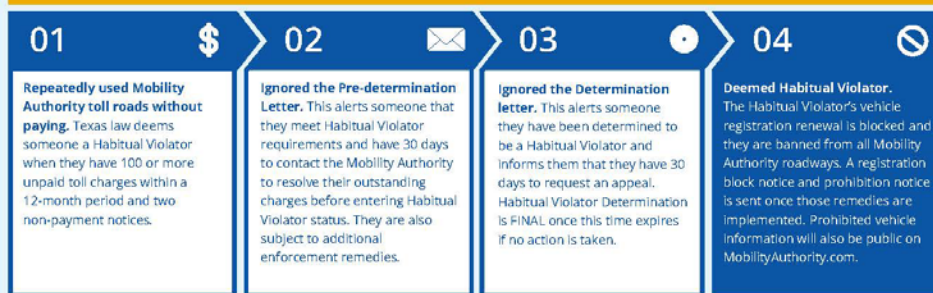 01
$
Repeatedly used Mobility
Authority toll roads without
paying. Texas law deems
someone a Habitual Violator
when they have 100 or more
unpaid toll charges within a
12-month period and two
non-payment notices.
02
Ignored the Pre-determination
Letter. This alerts someone that
they meet Habitual Violator
requirements and have 30 days
to contact the Mobility Authority
to resolve their outstanding
charges before entering Habitual
Violator status. They are also
subject to additional
enforcement remedies.
03
Ignored the Determination
letter. This alerts someone
they have been determined to
be a Habitual Violator and
informs them that they have 30
days to request an appeal.
Habitual Violator Determination
is FINAL once this time expires
if no action is taken.
04
Deemed Habitual Violator.
The Habitual Violator's vehicle
registration renewal is blocked and
they are banned from all Mobility
Authority roadways. A registration
block notice and prohibition notice
is sent once those remedies are
implemented. Prohibited vehicle
information will also be public on
MobilityAuthority.com.